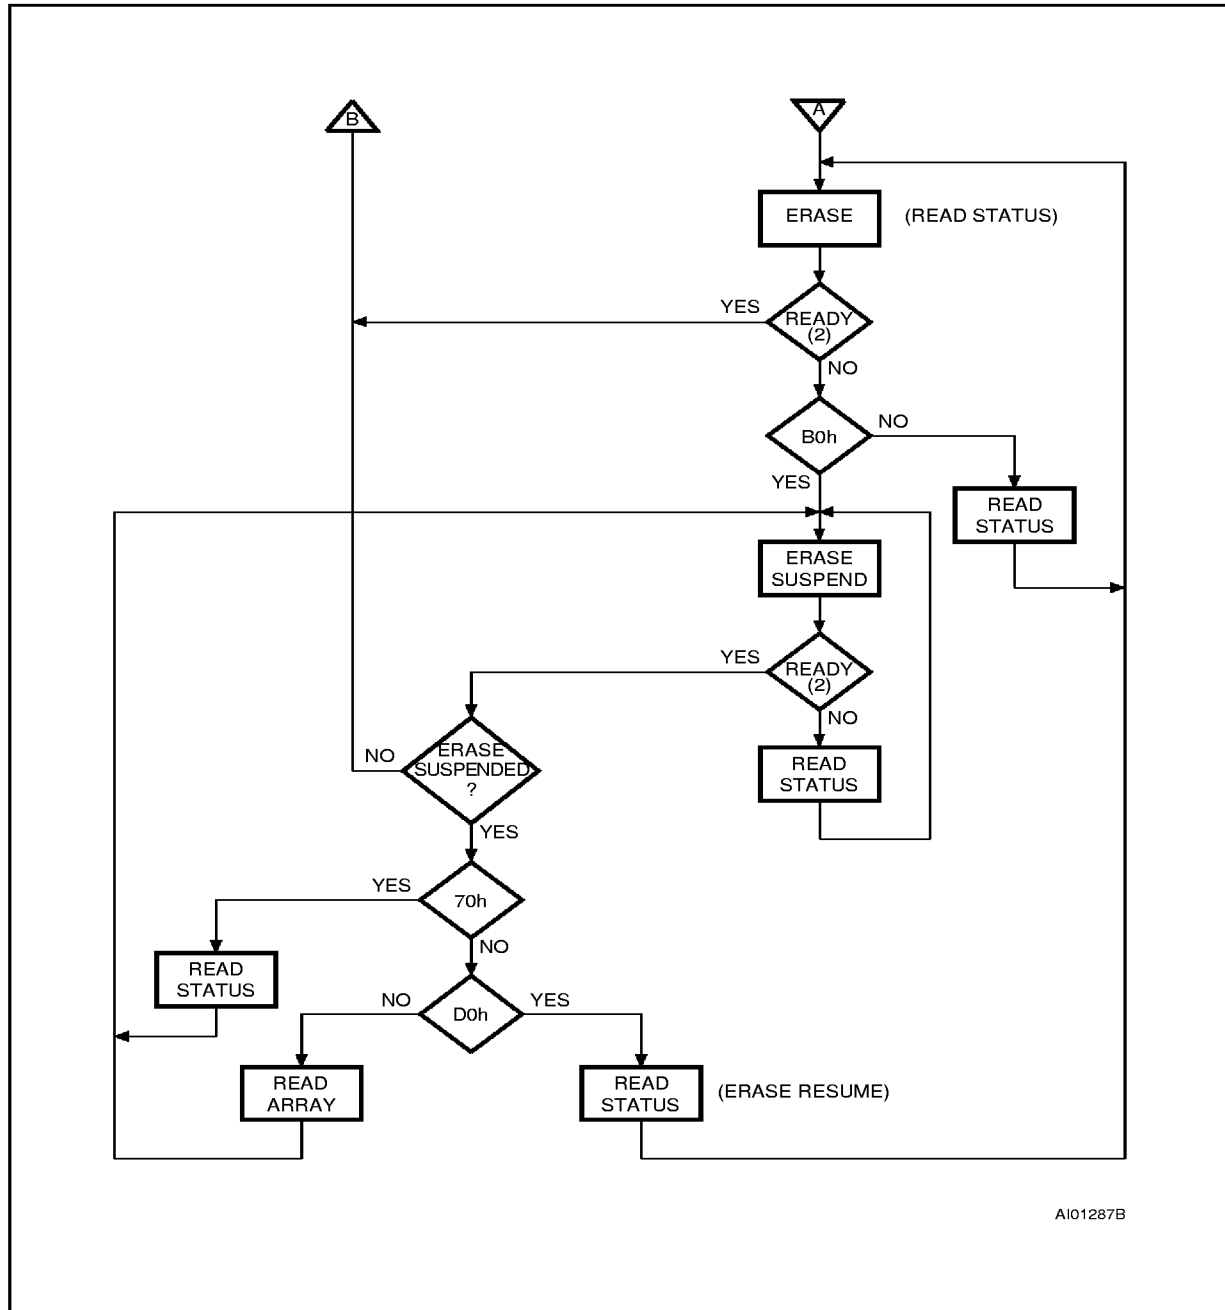 B
A
ERASE
(READ STATUS)
YES
READY
(2)
NO
B0h
NO
YES
READ
STATUS
ERASE
SUSPEND
YES
READY
(2)
NO
NO
ERASE
SUSPENDED
?
READ
STATUS
YES
YES
70h
NO
READ
STATUS
NO
D0h
YES
READ
ARRAY
READ
STATUS
(ERASE RESUME)
AI01287B